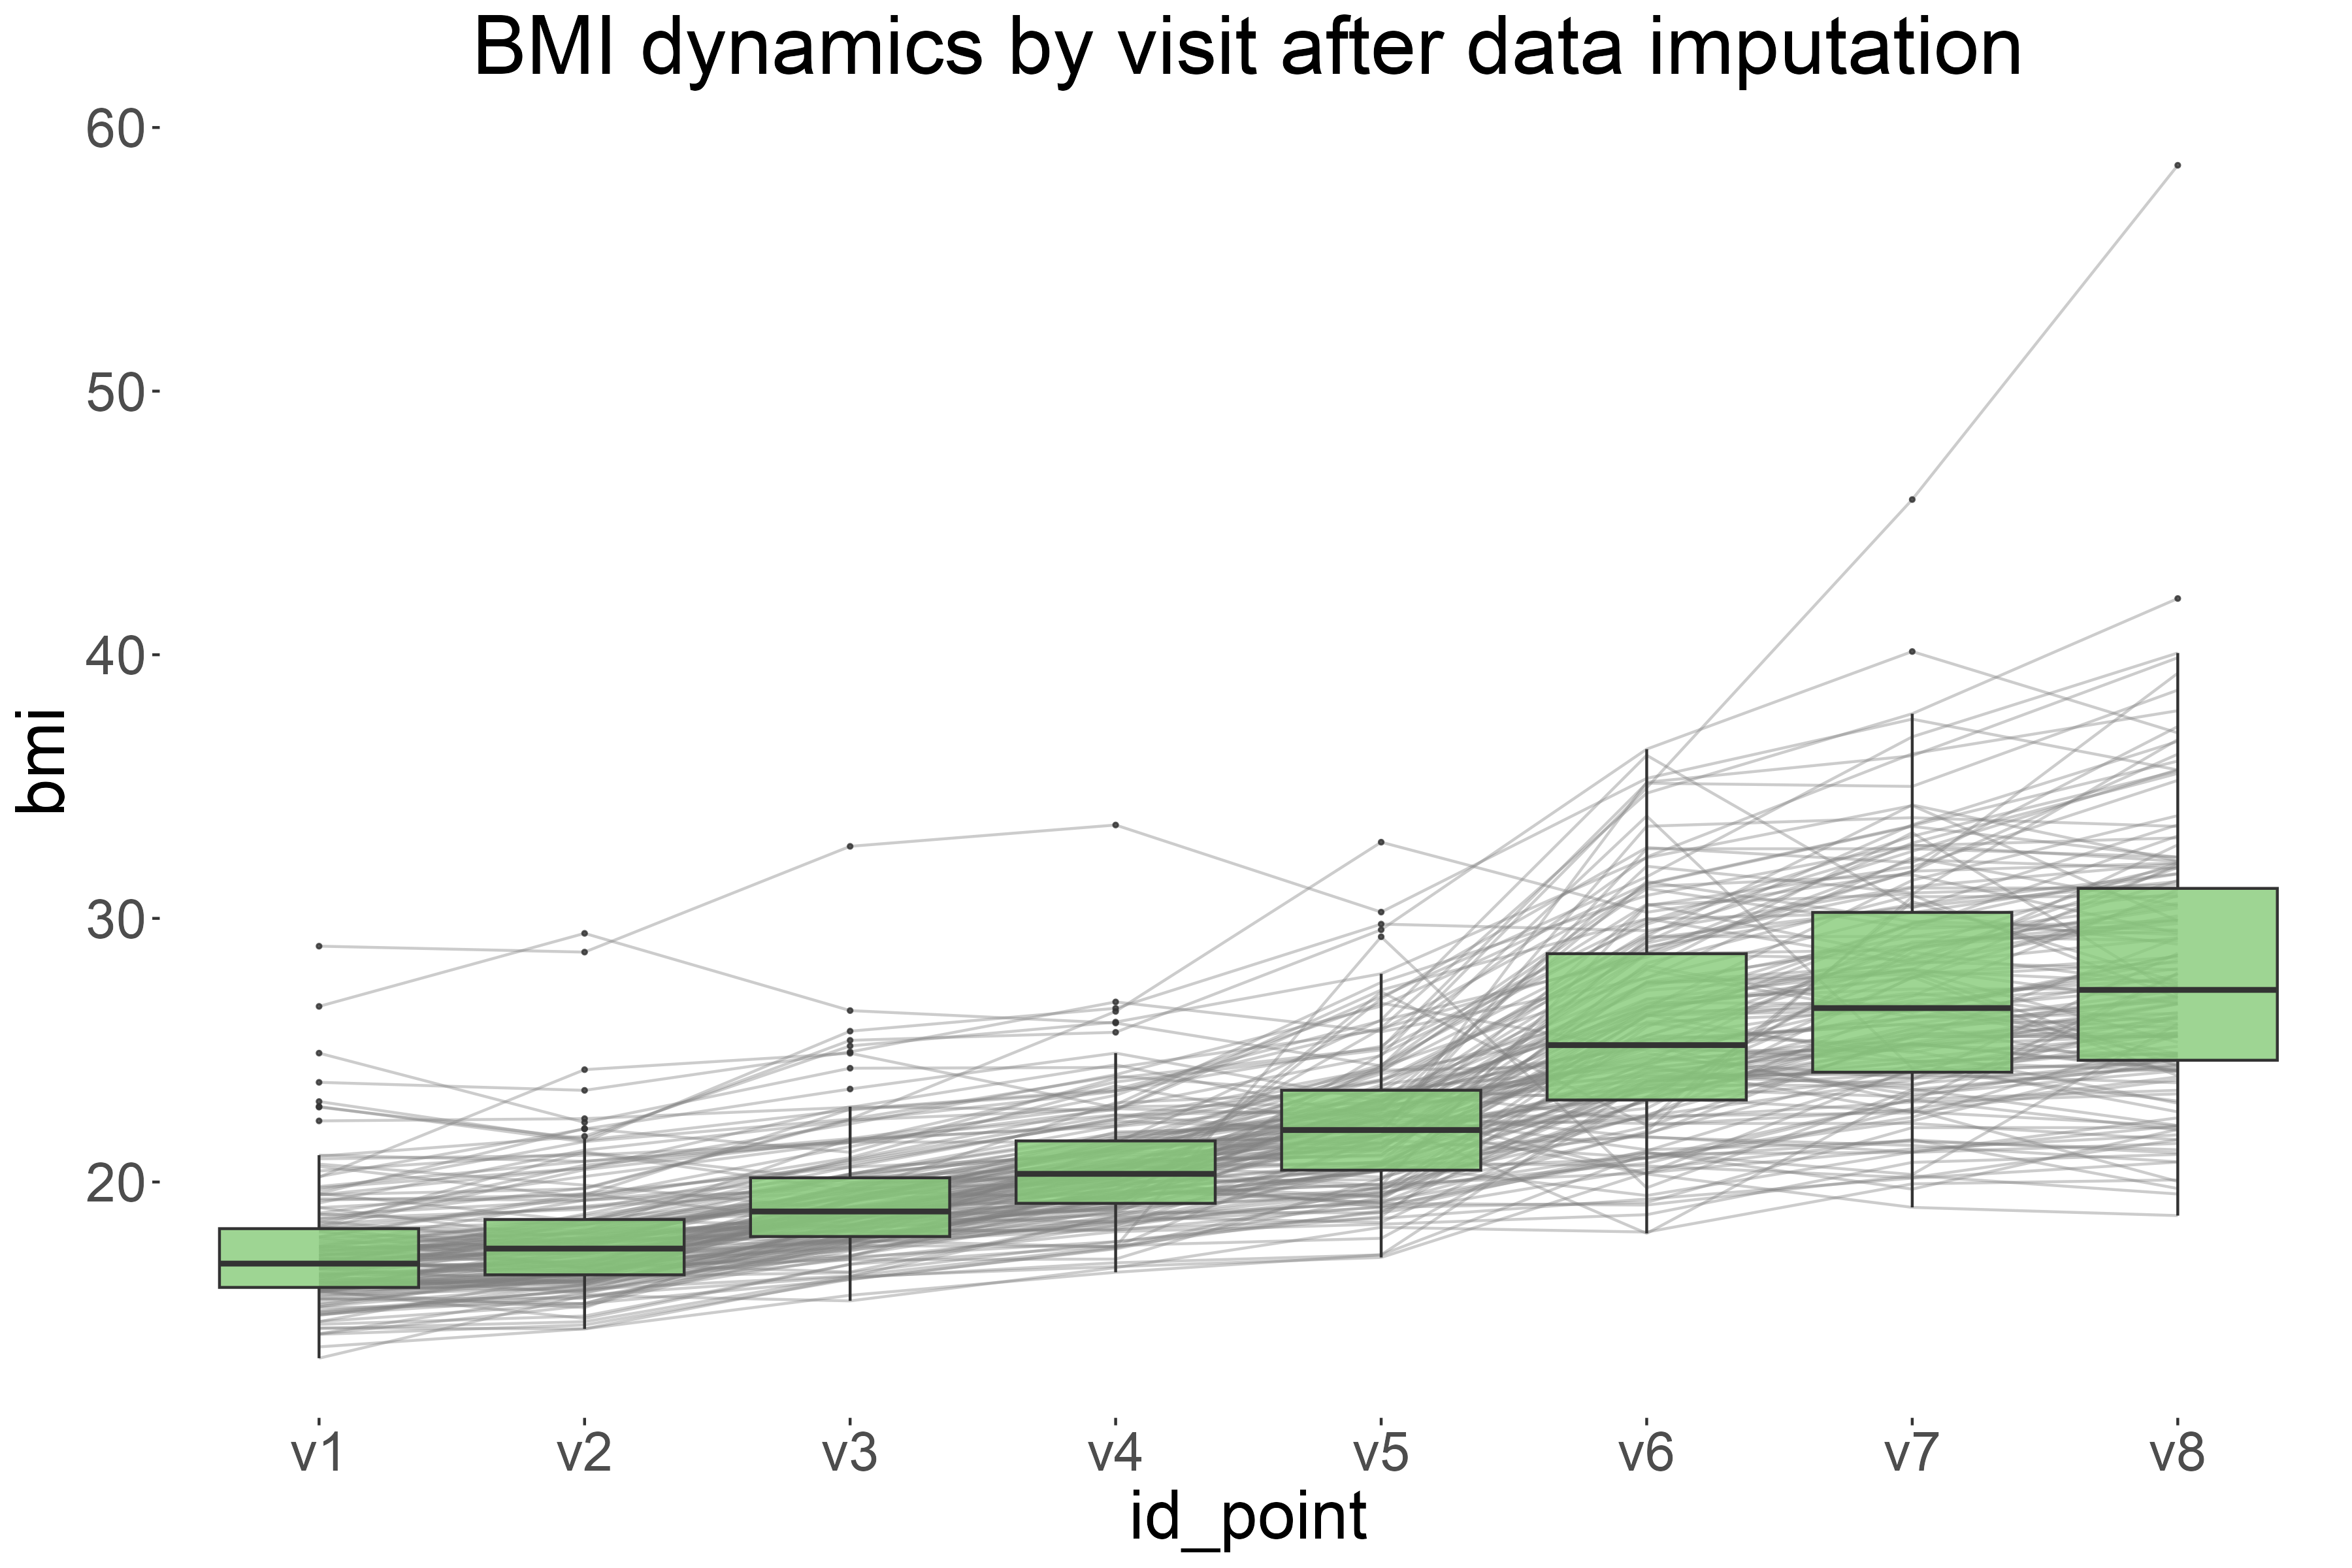 BMI dynamics by visit after data imputation
60
50
40
30
20
bmi
v1 v2 v3 v4 v5 v6 v7 v8
id_point